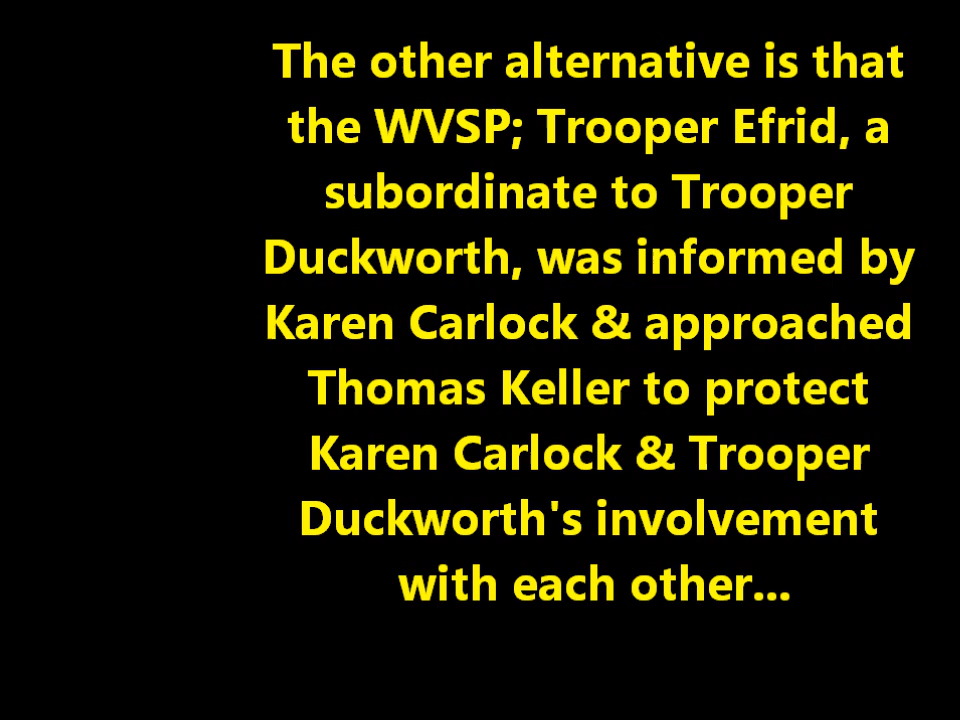 The other alternative is that
the WVSP; Trooper Efrid, a
subordinate to Trooper
Duckworth, was informed by
Karen Carlock & approached
Thomas Keller to protect
Karen Carlock & Trooper
Duckworth's involvement
with each other...